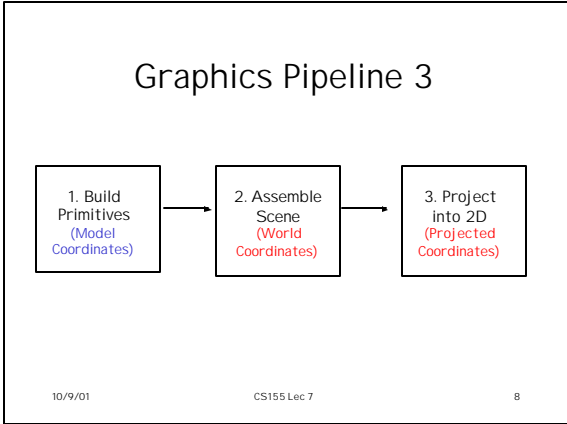 Graphics Pipeline 3
1. Build
Primitives
(Model
Coordinates)
2. Assemble
Scene
(World
Coordinates)
3. Project
into 2D
(Projected
Coordinates)
10/9/01
CS155 Lec 7
8